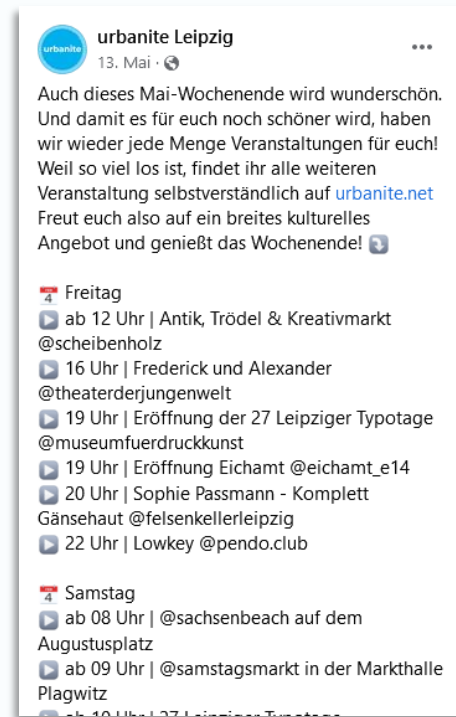 urbanite
urbanite Leipzig
13. Mai ·
Auch dieses Mai-Wochenende wird wunderschön.
Und damit es für euch noch schöner wird, haben
wir wieder jede Menge Veranstaltungen für euch!
Weil so viel los ist, findet ihr alle weiteren
Veranstaltung selbstverständlich auf urbanite.net
Freut euch also auf ein breites kulturelles
Angebot und genießt das Wochenende! ⤵️
📅 Freitag
▶️ ab 12 Uhr | Antik, Trödel & Kreativmarkt
@scheibenholz
▶️ 16 Uhr | Frederick und Alexander
@theaterderjungenwelt
▶️ 19 Uhr | Eröffnung der 27 Leipziger Typotage
@museumfuerdruckkunst
▶️ 19 Uhr | Eröffnung Eichamt @eichamt_e14
▶️ 20 Uhr | Sophie Passmann - Komplett
Gänsehaut @felsenkellerleipzig
▶️ 22 Uhr | Lowkey @pendo.club
📅 Samstag
▶️ ab 08 Uhr | @sachsenbeach auf dem
Augustusplatz
▶️ ab 09 Uhr | @samstagsmarkt in der Markthalle
Plagwitz